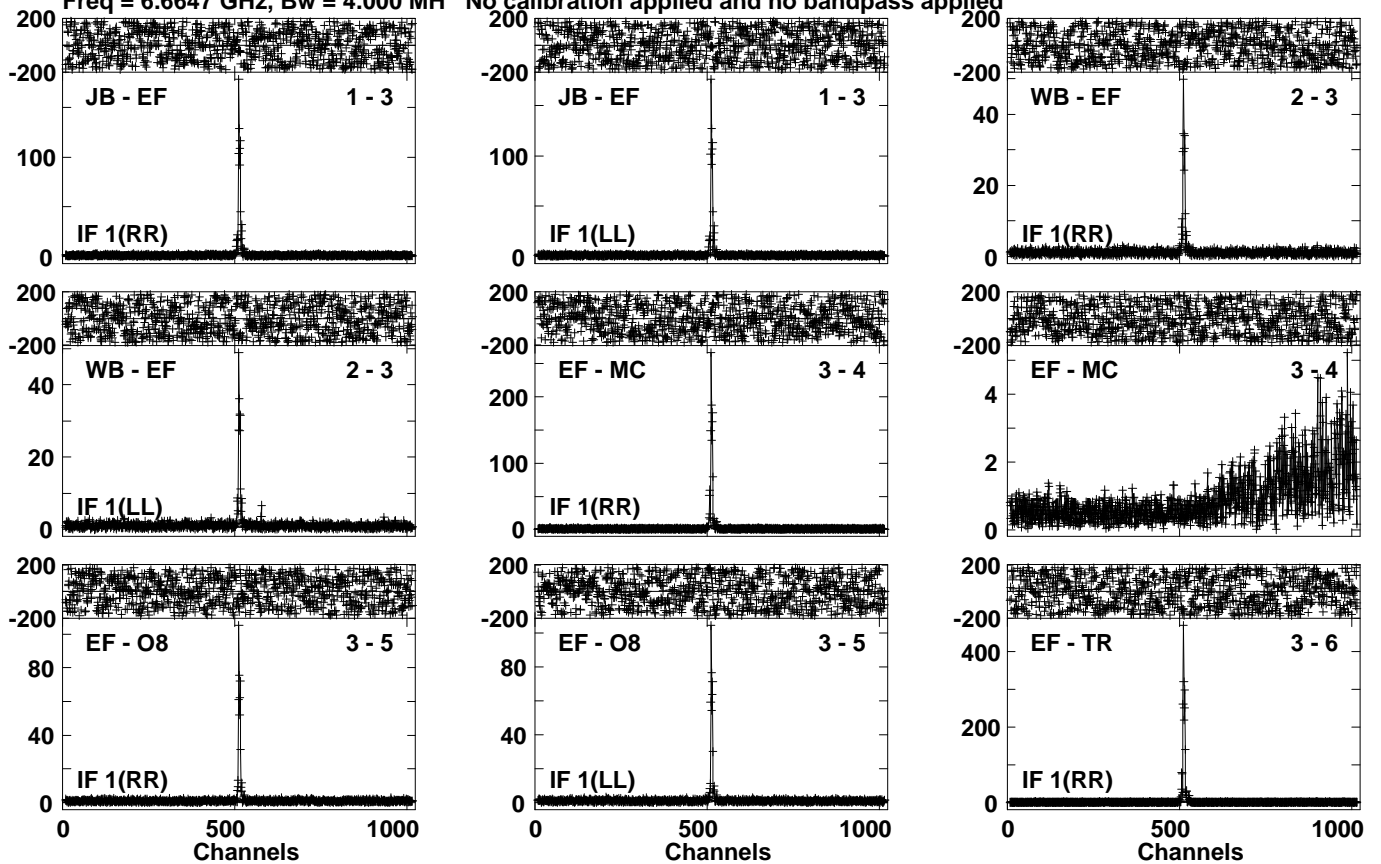 Freq = 6.6647 GHz, Bw = 4.000 MH No calibration applied and no bandpass applied
200
-200
JB - EF 1 - 3
100
IF 1(RR)
0
200
-200
JB - EF 1 - 3
100
IF 1(LL)
0
200
-200
WB - EF 2 - 3
40
20
IF 1(RR)
0
200
-200
WB - EF 2 - 3
40
20
IF 1(LL)
0
200
-200
EF - MC 3 - 4
200
100
IF 1(RR)
0
200
-200
EF - MC 3 - 4
4
2
0
200
-200
EF - O8 3 - 5
80
40
IF 1(RR)
0
0 500 1000
Channels
200
-200
EF - O8 3 - 5
80
40
IF 1(LL)
0
0 500 1000
Channels
200
-200
EF - TR 3 - 6
400
200
IF 1(RR)
0
0 500 1000
Channels